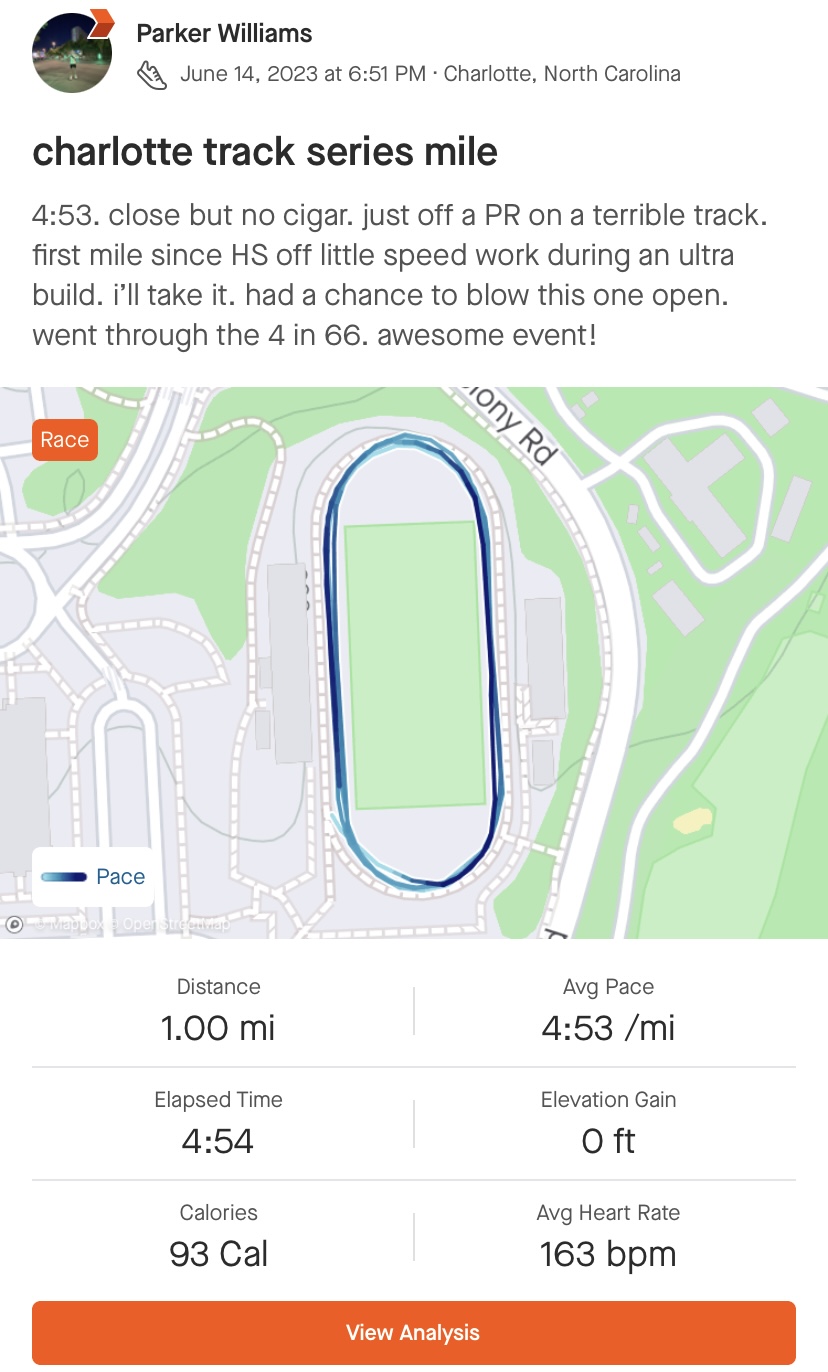 Parker Williams
June 14, 2023 at 6:51 PM · Charlotte, North Carolina
charlotte track series mile
4:53. close but no cigar. just off a PR on a terrible track.
first mile since HS off little speed work during an ultra
build. i'll take it. had a chance to blow this one open.
went through the 4 in 66. awesome event!
Race
ony Rd
Pace
© Mapbox © OpenStreetMap
Distance
Avg Pace
1.00 mi
4:53 /mi
Elapsed Time
Elevation Gain
4:54
0 ft
Calories
Avg Heart Rate
93 Cal
163 bpm
View Analysis